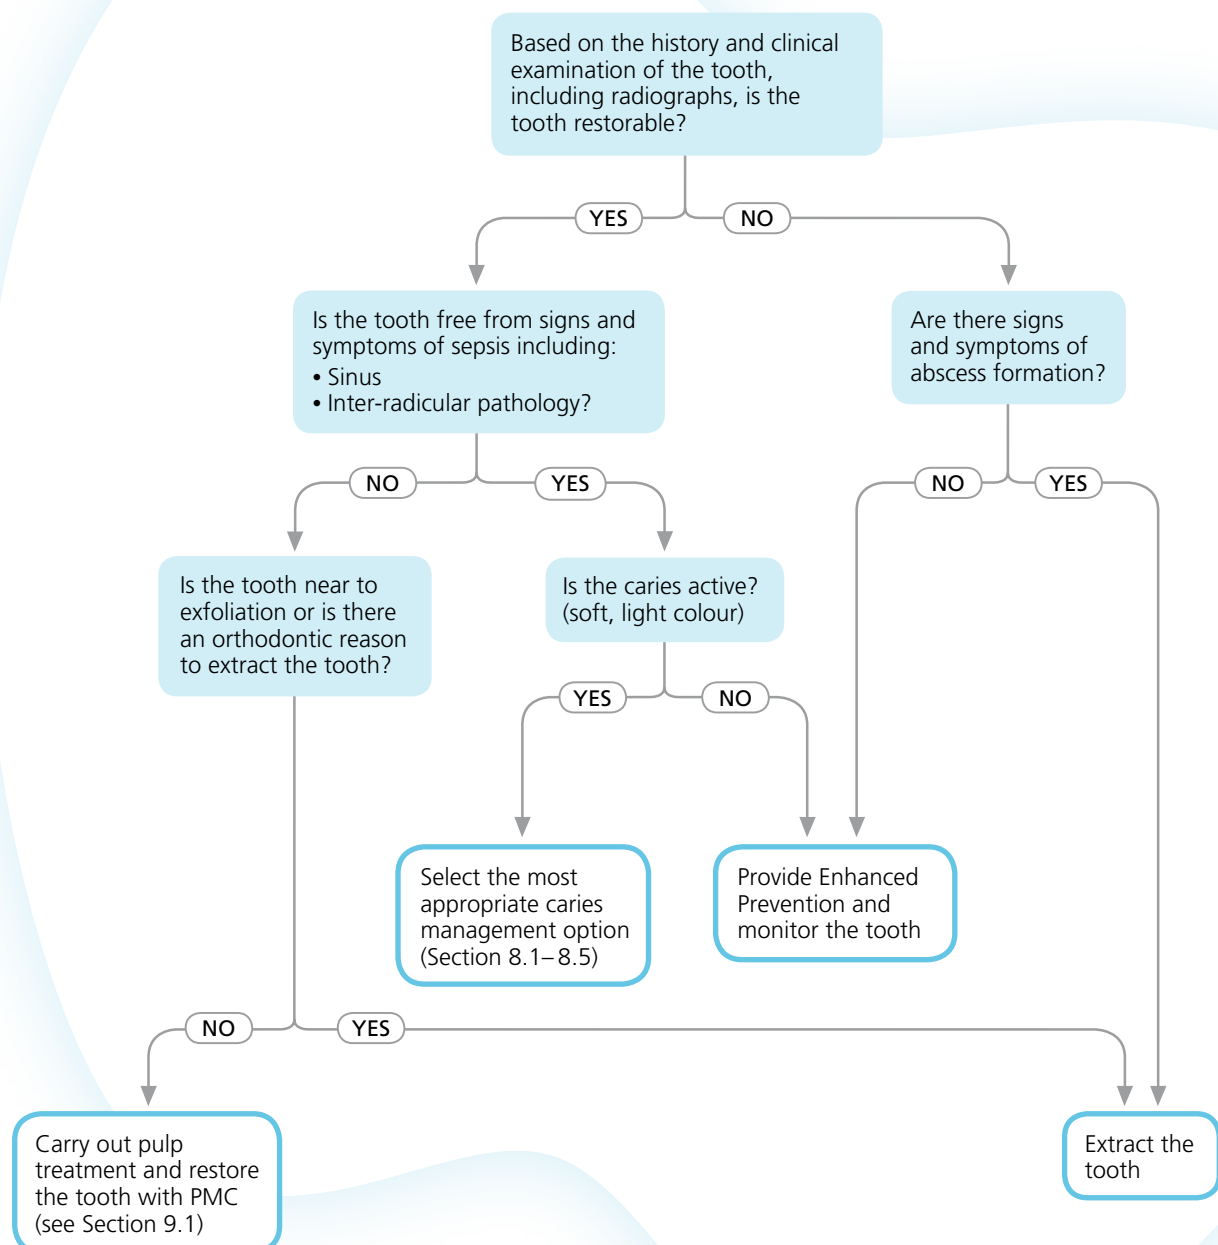 Based on the history and clinical
examination of the tooth,
including radiographs, is the
tooth restorable?
YES
NO
Is the tooth free from signs and
symptoms of sepsis including:
• Sinus
• Inter-radicular pathology?
Are there signs
and symptoms of
abscess formation?
NO
YES
NO
YES
Is the tooth near to
exfoliation or is there
an orthodontic reason
to extract the tooth?
Is the caries active?
(soft, light colour)
YES
NO
Select the most
appropriate caries
management option
(Section 8.1–8.5)
Provide Enhanced
Prevention and
monitor the tooth
NO
YES
Carry out pulp
treatment and restore
the tooth with PMC
(see Section 9.1)
Extract the
tooth